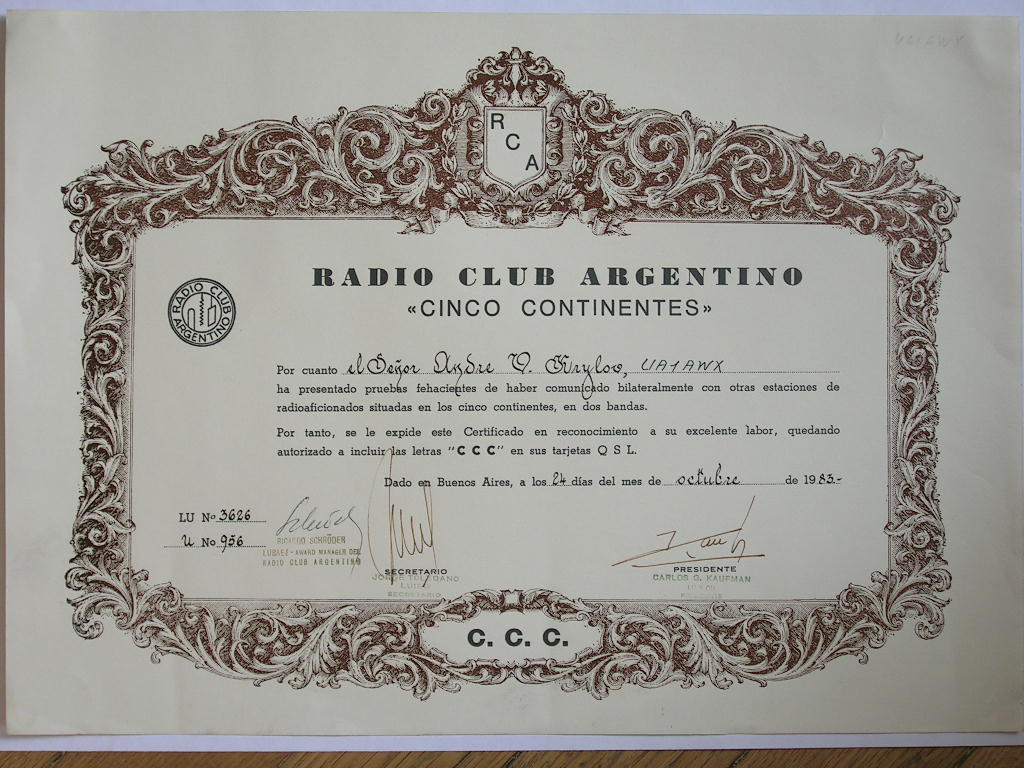 UA1AWX
R
C
A
RADIO CLUB ARGENTINO
«CINCO CONTINENTES»
RADIO CLUB ARGENTINO
Por cuanto el Señor Andre V. Krylov, UA1AWX
ha presentado pruebas fehacientes de haber comunicado bilateralmente con otras estaciones de
radioaficionados situadas en los cinco continentes, en dos bandas.
Por tanto, se le expide este Certificado en reconocimiento a su excelente labor, quedando
autorizado a incluir las letras "CCC" en sus tarjetas Q S L.
Dado en Buenos Aires, a los 24 días del mes de octubre de 1983.-
LU No 3626
U No 956
RICARDO SCHRÖDER
AWARD MANAGER DEL
RADIO CLUB ARGENTINO
SECRETARIO
JORGE TOLEDANO
SECRETARIO
PRESIDENTE
CARLOS G. KAUFMAN
C. C. C.